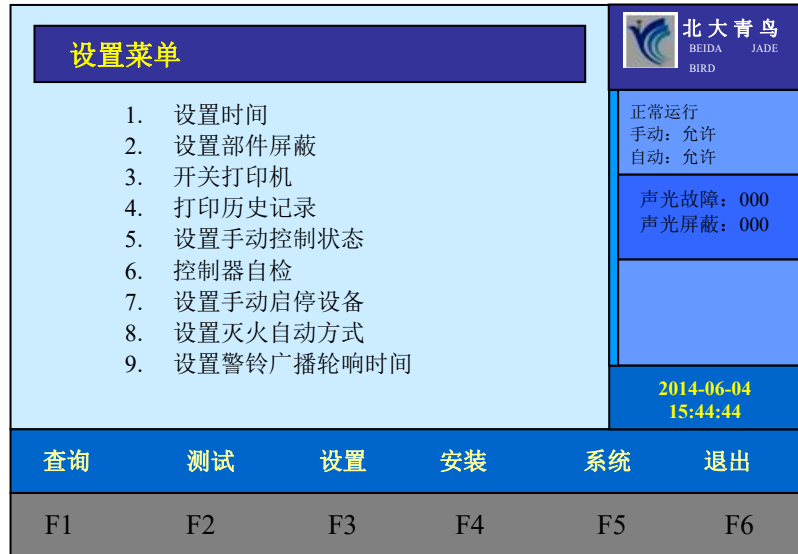 设置菜单
1. 设置时间
2. 设置部件屏蔽
3. 开关打印机
4. 打印历史记录
5. 设置手动控制状态
6. 控制器自检
7. 设置手动启停设备
8. 设置灭火自动方式
9. 设置警铃广播轮响时间
北大青鸟
BEIDA JADE
BIRD
正常运行
手动：允许
自动：允许
声光故障：000
声光屏蔽：000
2014-06-04
15:44:44
查询 测试 设置 安装 系统 退出
F1 F2 F3 F4 F5 F6